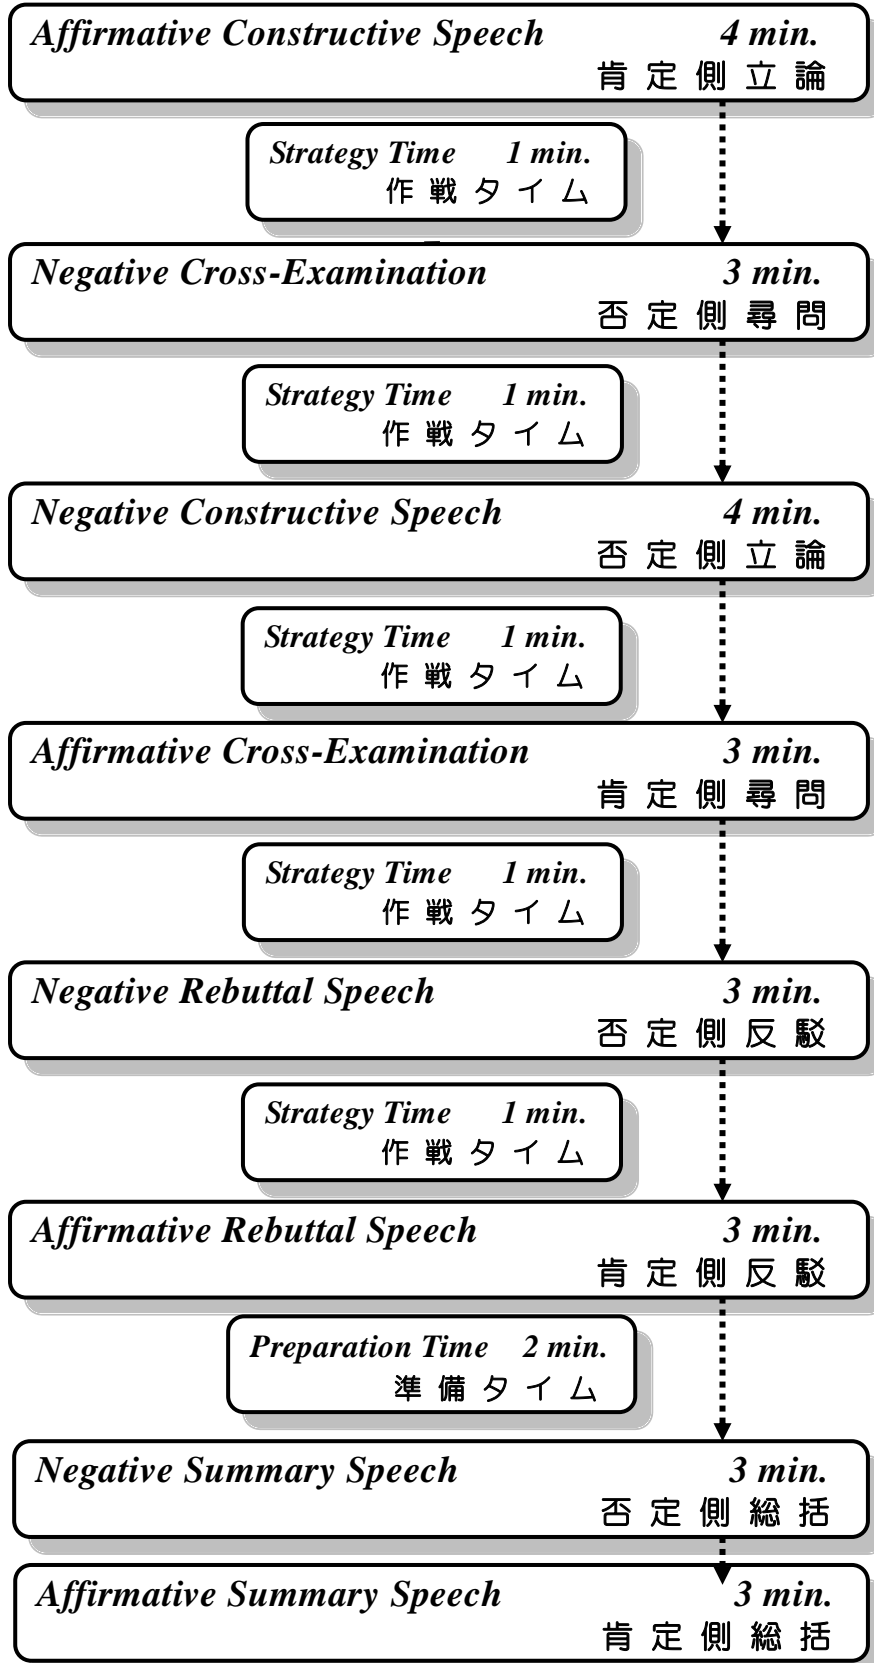 Affirmative Constructive Speech 4 min.
肯定側立論
Strategy Time 1 min.
作戦タイム
Negative Cross-Examination 3 min.
否定側尋問
Strategy Time 1 min.
作戦タイム
Negative Constructive Speech 4 min.
否定側立論
Strategy Time 1 min.
作戦タイム
Affirmative Cross-Examination 3 min.
肯定側尋問
Strategy Time 1 min.
作戦タイム
Negative Rebuttal Speech 3 min.
否定側反駁
Strategy Time 1 min.
作戦タイム
Affirmative Rebuttal Speech 3 min.
肯定側反駁
Preparation Time 2 min.
準備タイム
Negative Summary Speech 3 min.
否定側総括
Affirmative Summary Speech 3 min.
肯定側総括